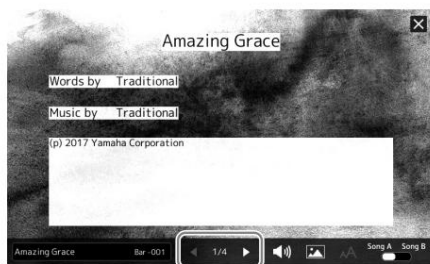 Amazing Grace
Words by Traditional
Music by Traditional
(p) 2017 Yamaha Corporation
Amazing Grace Bar -001 1/4 AA Song A Song B